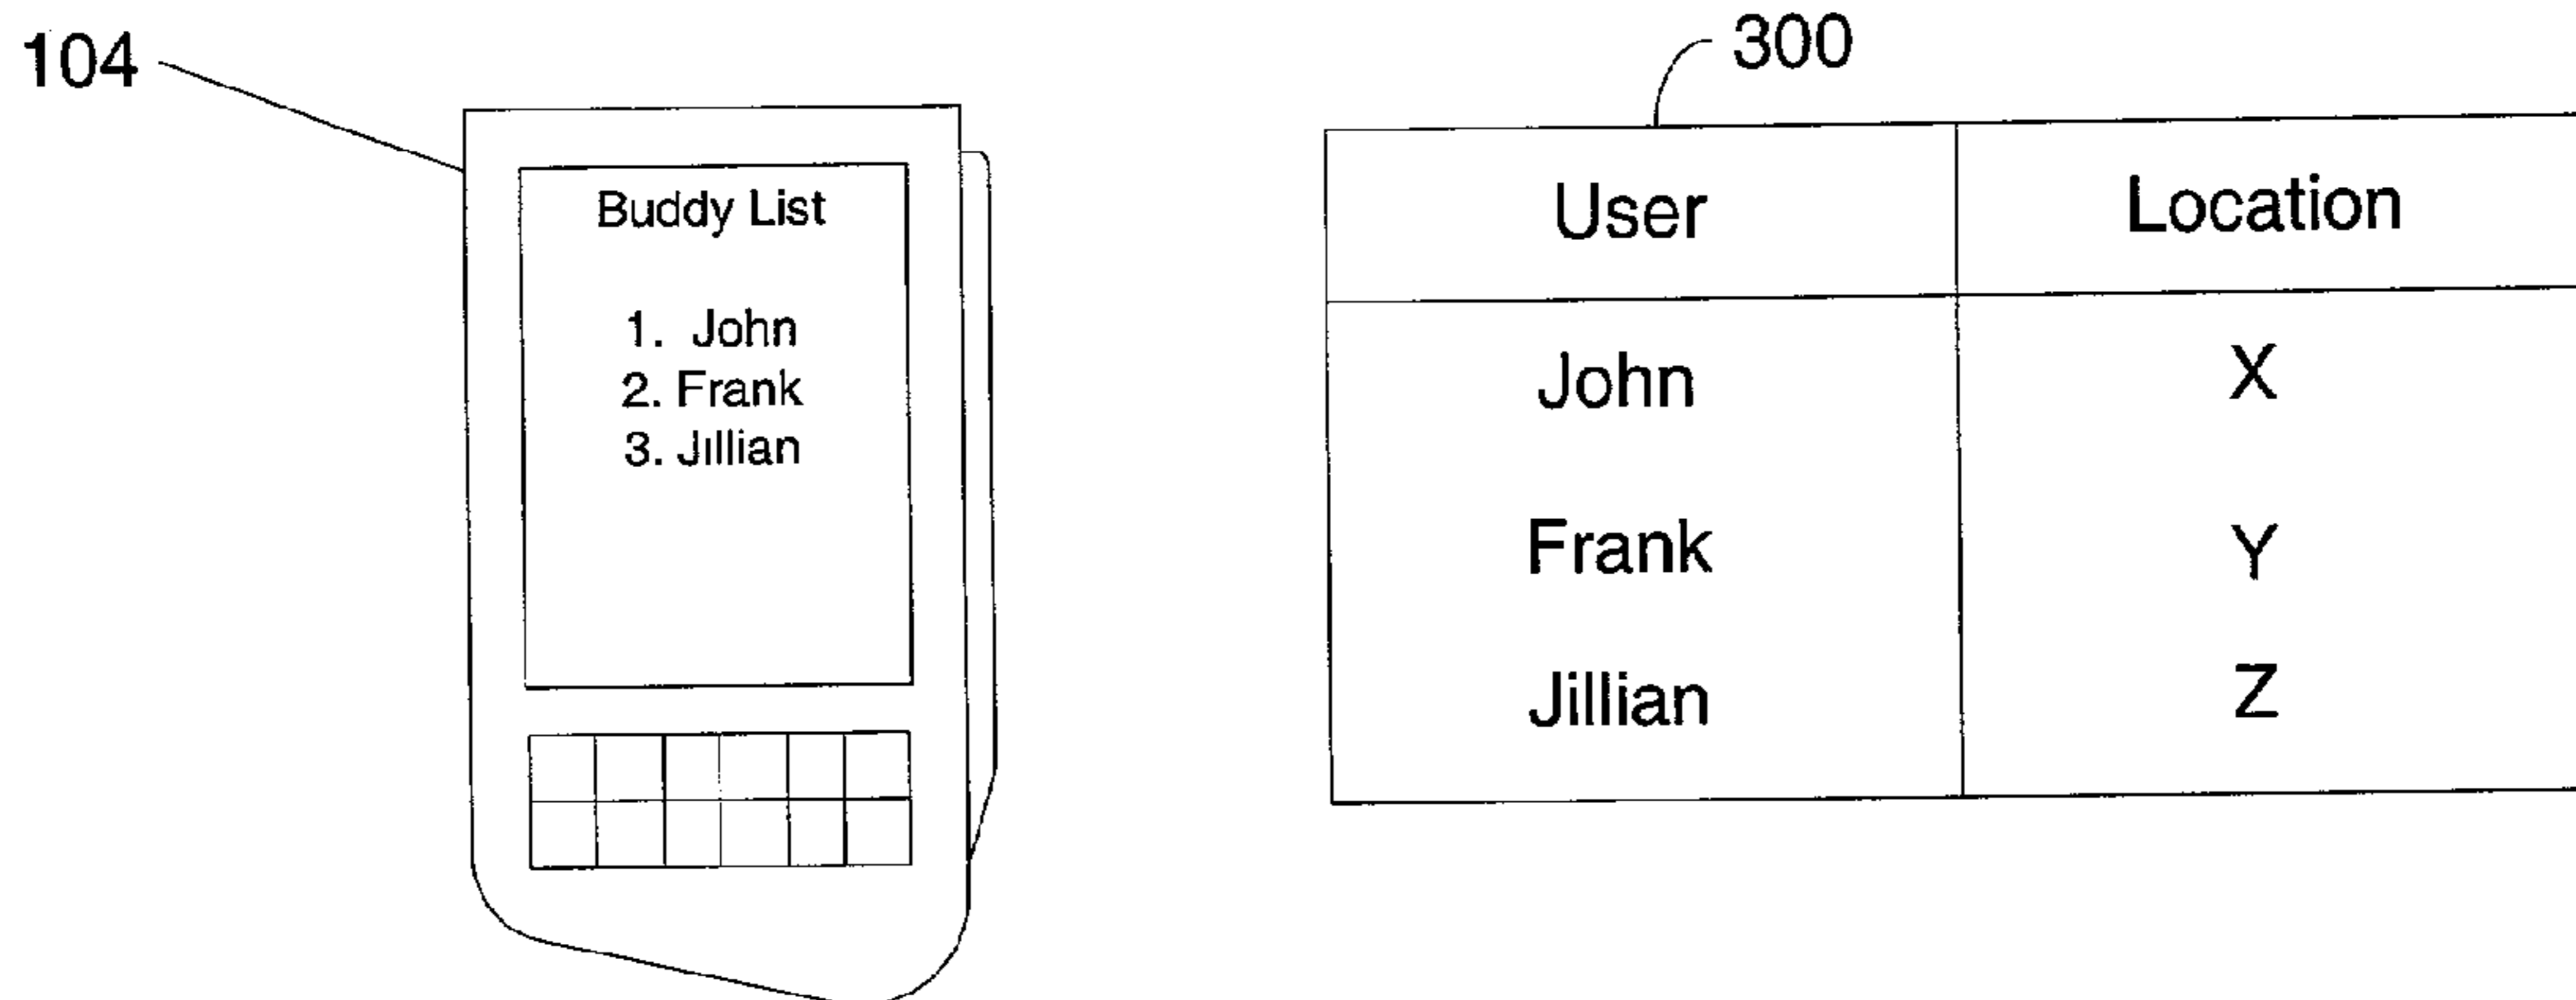 104
Buddy List
1. John
2. Frank
3. Jillian
300
User Location
John X
Frank Y
Jillian Z